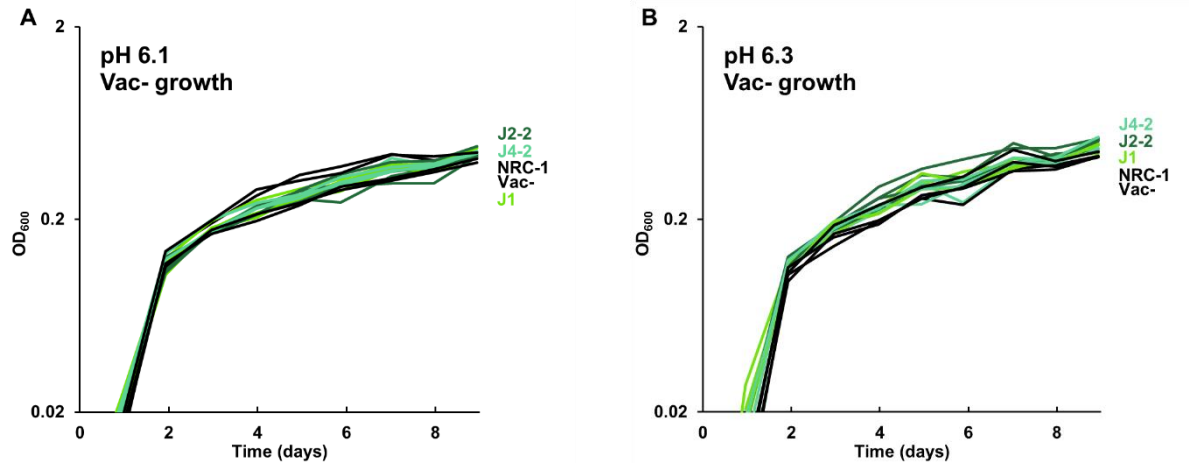 A
2
pH 6.1
Vac- growth
J2-2
J4-2
NRC-1
Vac-
J1
0.2
OD600
0.02
0
2
4
6
8
Time (days)
B
2
pH 6.3
Vac- growth
J4-2
J2-2
J1
NRC-1
Vac-
0.2
OD600
0.02
0
2
4
6
8
Time (days)